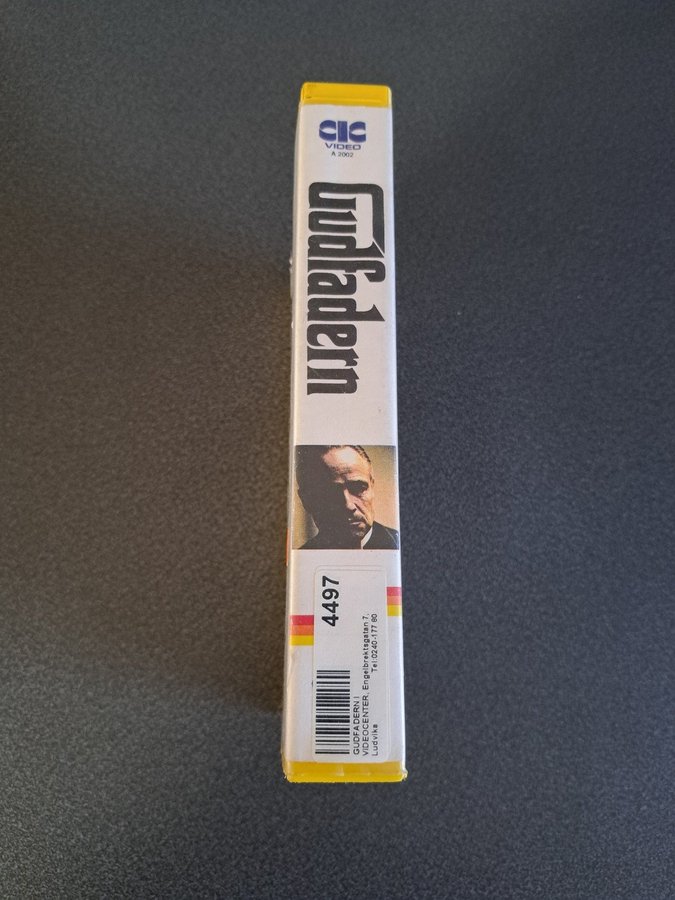 CIC
VIDEO
A 2002
Gudfadern
4497
GUDFADERN I
VIDEOCENTER, Engelbrektsgatan 7,
Ludvika Tel:0240-177 80